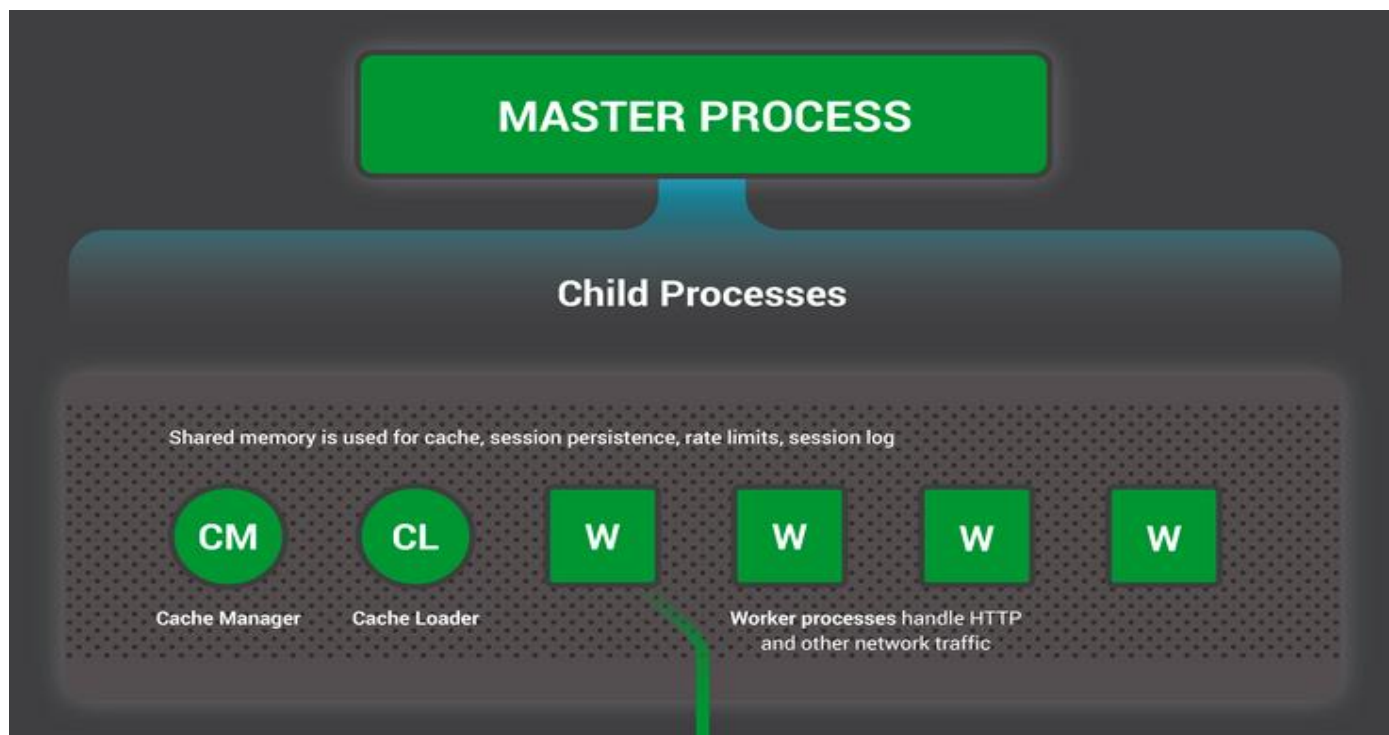 MASTER PROCESS
Child Processes
Shared memory is used for cache, session persistence, rate limits, session log
CM
CL
W
W
W
W
Cache Manager
Cache Loader
Worker processes handle HTTP
and other network traffic